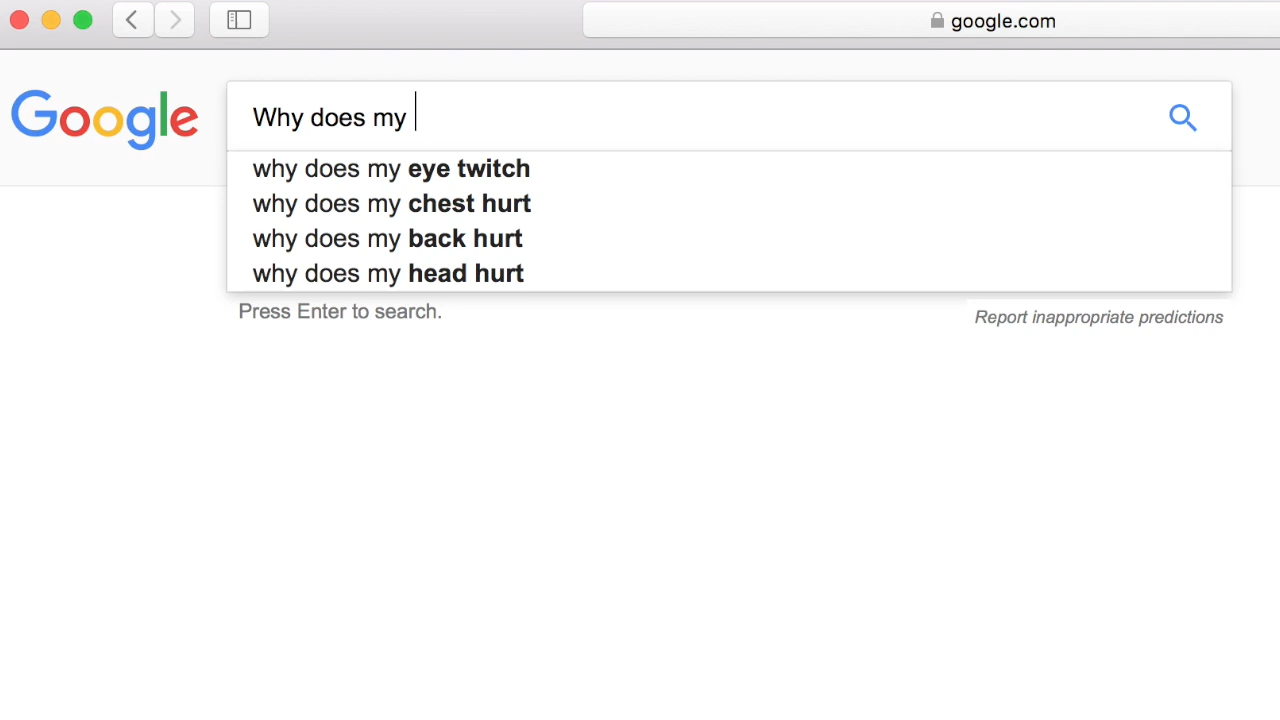 google.com
Google
Why does my
why does my eye twitch
why does my chest hurt
why does my back hurt
why does my head hurt
Press Enter to search.
Report inappropriate predictions